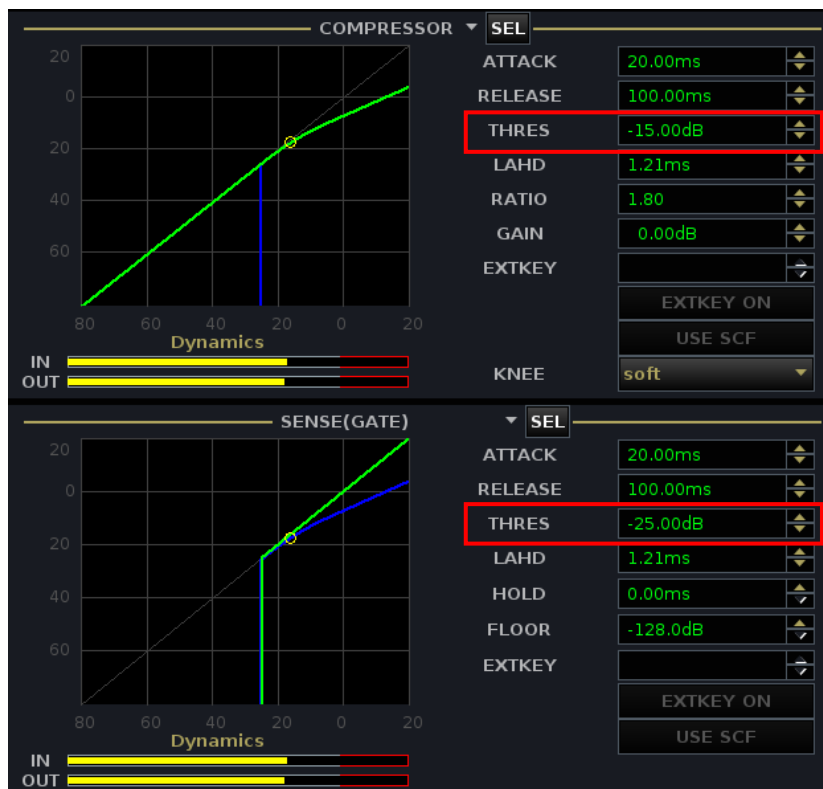 COMPRESSOR SEL
20
0
20
40
60
80 60 40 20 0 20
Dynamics
IN
OUT
ATTACK 20.00ms
RELEASE 100.00ms
THRES -15.00dB
LAHD 1.21ms
RATIO 1.80
GAIN 0.00dB
EXTKEY
EXTKEY ON
USE SCF
KNEE soft
SENSE(GATE) SEL
20
0
20
40
60
80 60 40 20 0 20
Dynamics
IN
OUT
ATTACK 20.00ms
RELEASE 100.00ms
THRES -25.00dB
LAHD 1.21ms
HOLD 0.00ms
FLOOR -128.0dB
EXTKEY
EXTKEY ON
USE SCF